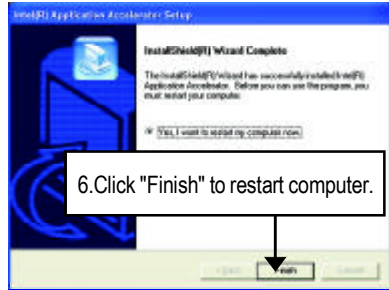 Intel(R) Application Accelerator Setup
InstallShield(R) Wizard Complete
The InstallShield(R) Wizard has successfully installed Intel(R)
Application Accelerator. Before you can use the program, you
must restart your computer.
Yes, I want to restart my computer now.
6.Click "Finish" to restart computer.
< Back
Finish
Cancel